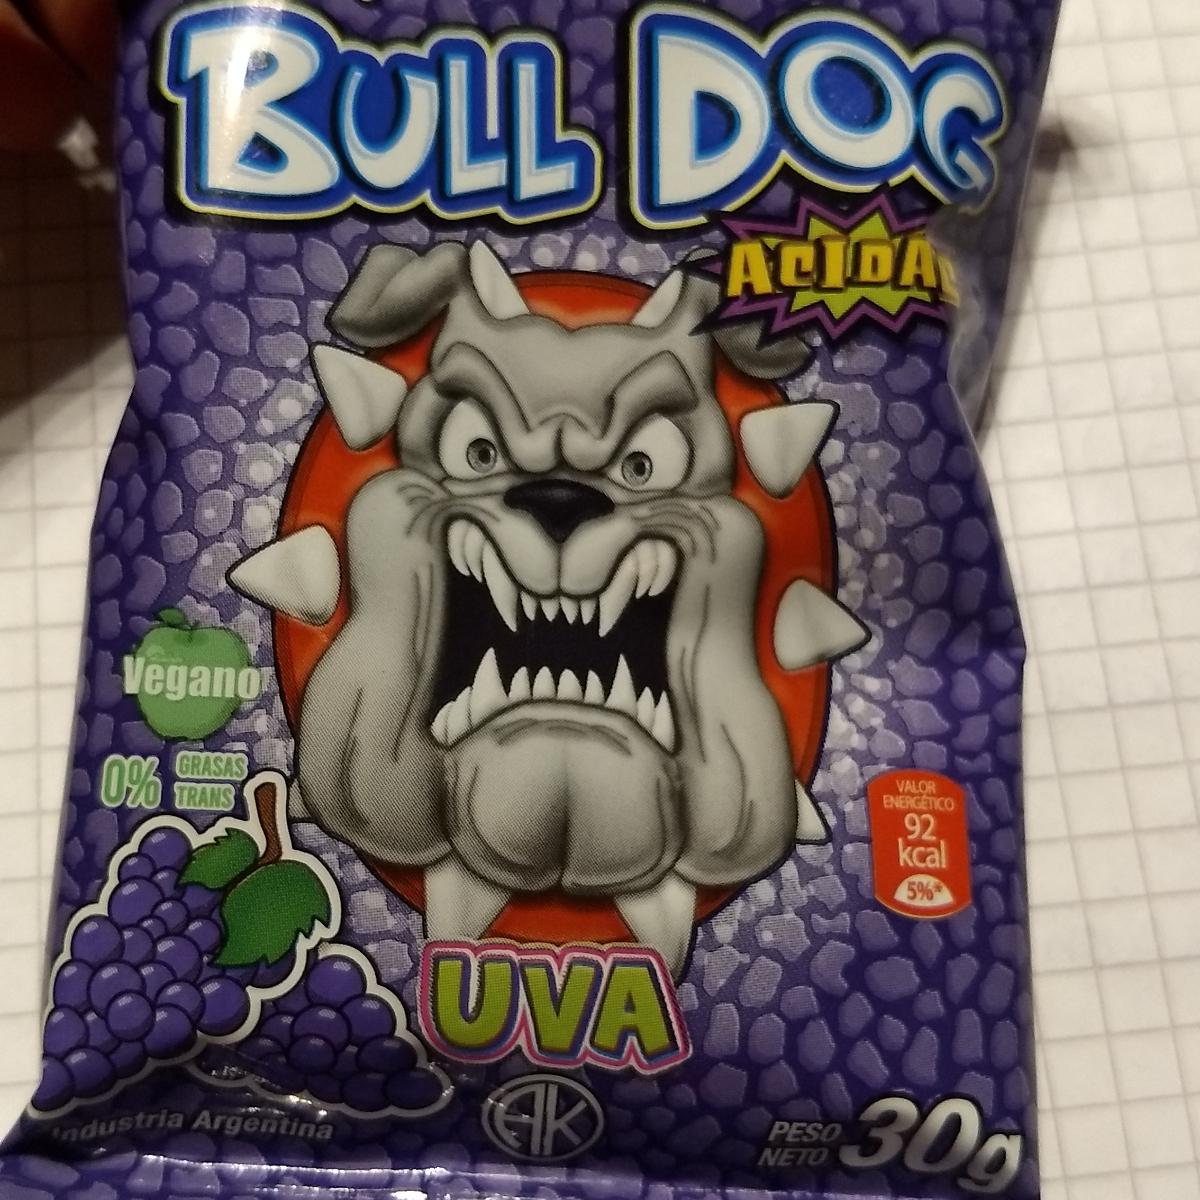 BULL DOG
ACIDAS
Vegano
0% GRASAS
TRANS
VALOR
ENERGÉTICO
92
kcal
5%*
UVA
AK
Industria Argentina
PESO
NETO 30g